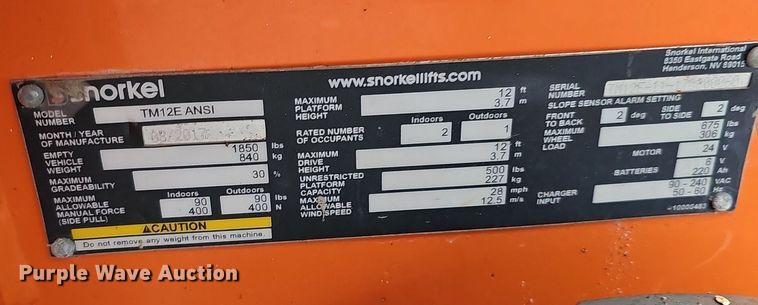 snorkel
MODEL NUMBER TM12E ANSI
MONTH / YEAR OF MANUFACTURE 08/2017
EMPTY VEHICLE WEIGHT 1850 lbs 840 kg
MAXIMUM GRADEABILITY 30 %
Indoors Outdoors
MAXIMUM ALLOWABLE MANUAL FORCE (SIDE PULL) 90 400 90 400 lbs N
CAUTION
Do not remove any weight from this machine.
www.snorkellifts.com
MAXIMUM PLATFORM HEIGHT 12 ft 3.7 m
Indoors Outdoors
RATED NUMBER OF OCCUPANTS 2 1
MAXIMUM DRIVE HEIGHT 12 ft 3.7 m
UNRESTRICTED PLATFORM CAPACITY 500 lbs 227 kg
MAXIMUM ALLOWABLE WIND SPEED 28 mph 12.5 m/s
Snorkel International
8350 Eastgate Road
Henderson, NV 89015
SERIAL NUMBER
SLOPE SENSOR ALARM SETTING
FRONT TO BACK 2 deg SIDE TO SIDE 2 deg
MAXIMUM WHEEL LOAD 675 lbs 306 kg
MOTOR 24 V
BATTERIES 6 V 220 Ah
CHARGER INPUT 90 - 240 VAC 50 - 60 Hz
Purple Wave Auction